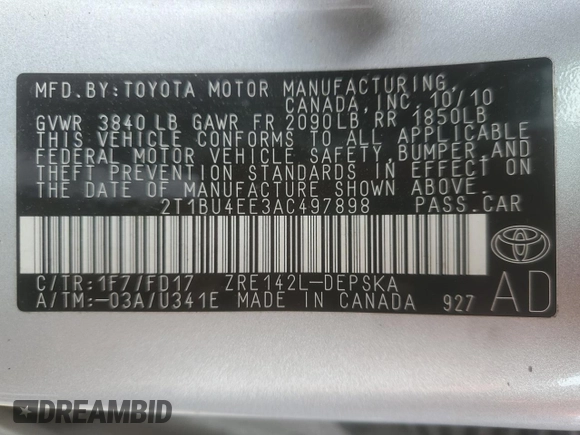 MFD.BY:TOYOTA MOTOR MANUFACTURING,
CANADA, INC. 10/10
GVWR 3840 LB GAWR FR 2090LB, RR 1850LB
THIS VEHICLE CONFORMS TO ALL APPLICABLE
FEDERAL MOTOR VEHICLE SAFETY, BUMPER, AND
THEFT PREVENTION STANDARDS IN EFFECT ON
THE DATE OF MANUFACTURE SHOWN ABOVE.
2T1BU4EE3AC497898 PASS.CAR
C/TR:1F7/FD17 ZRE142L-DEPSKA
A/TM:-03A/U341E MADE IN CANADA 927 AD
DREAMBID